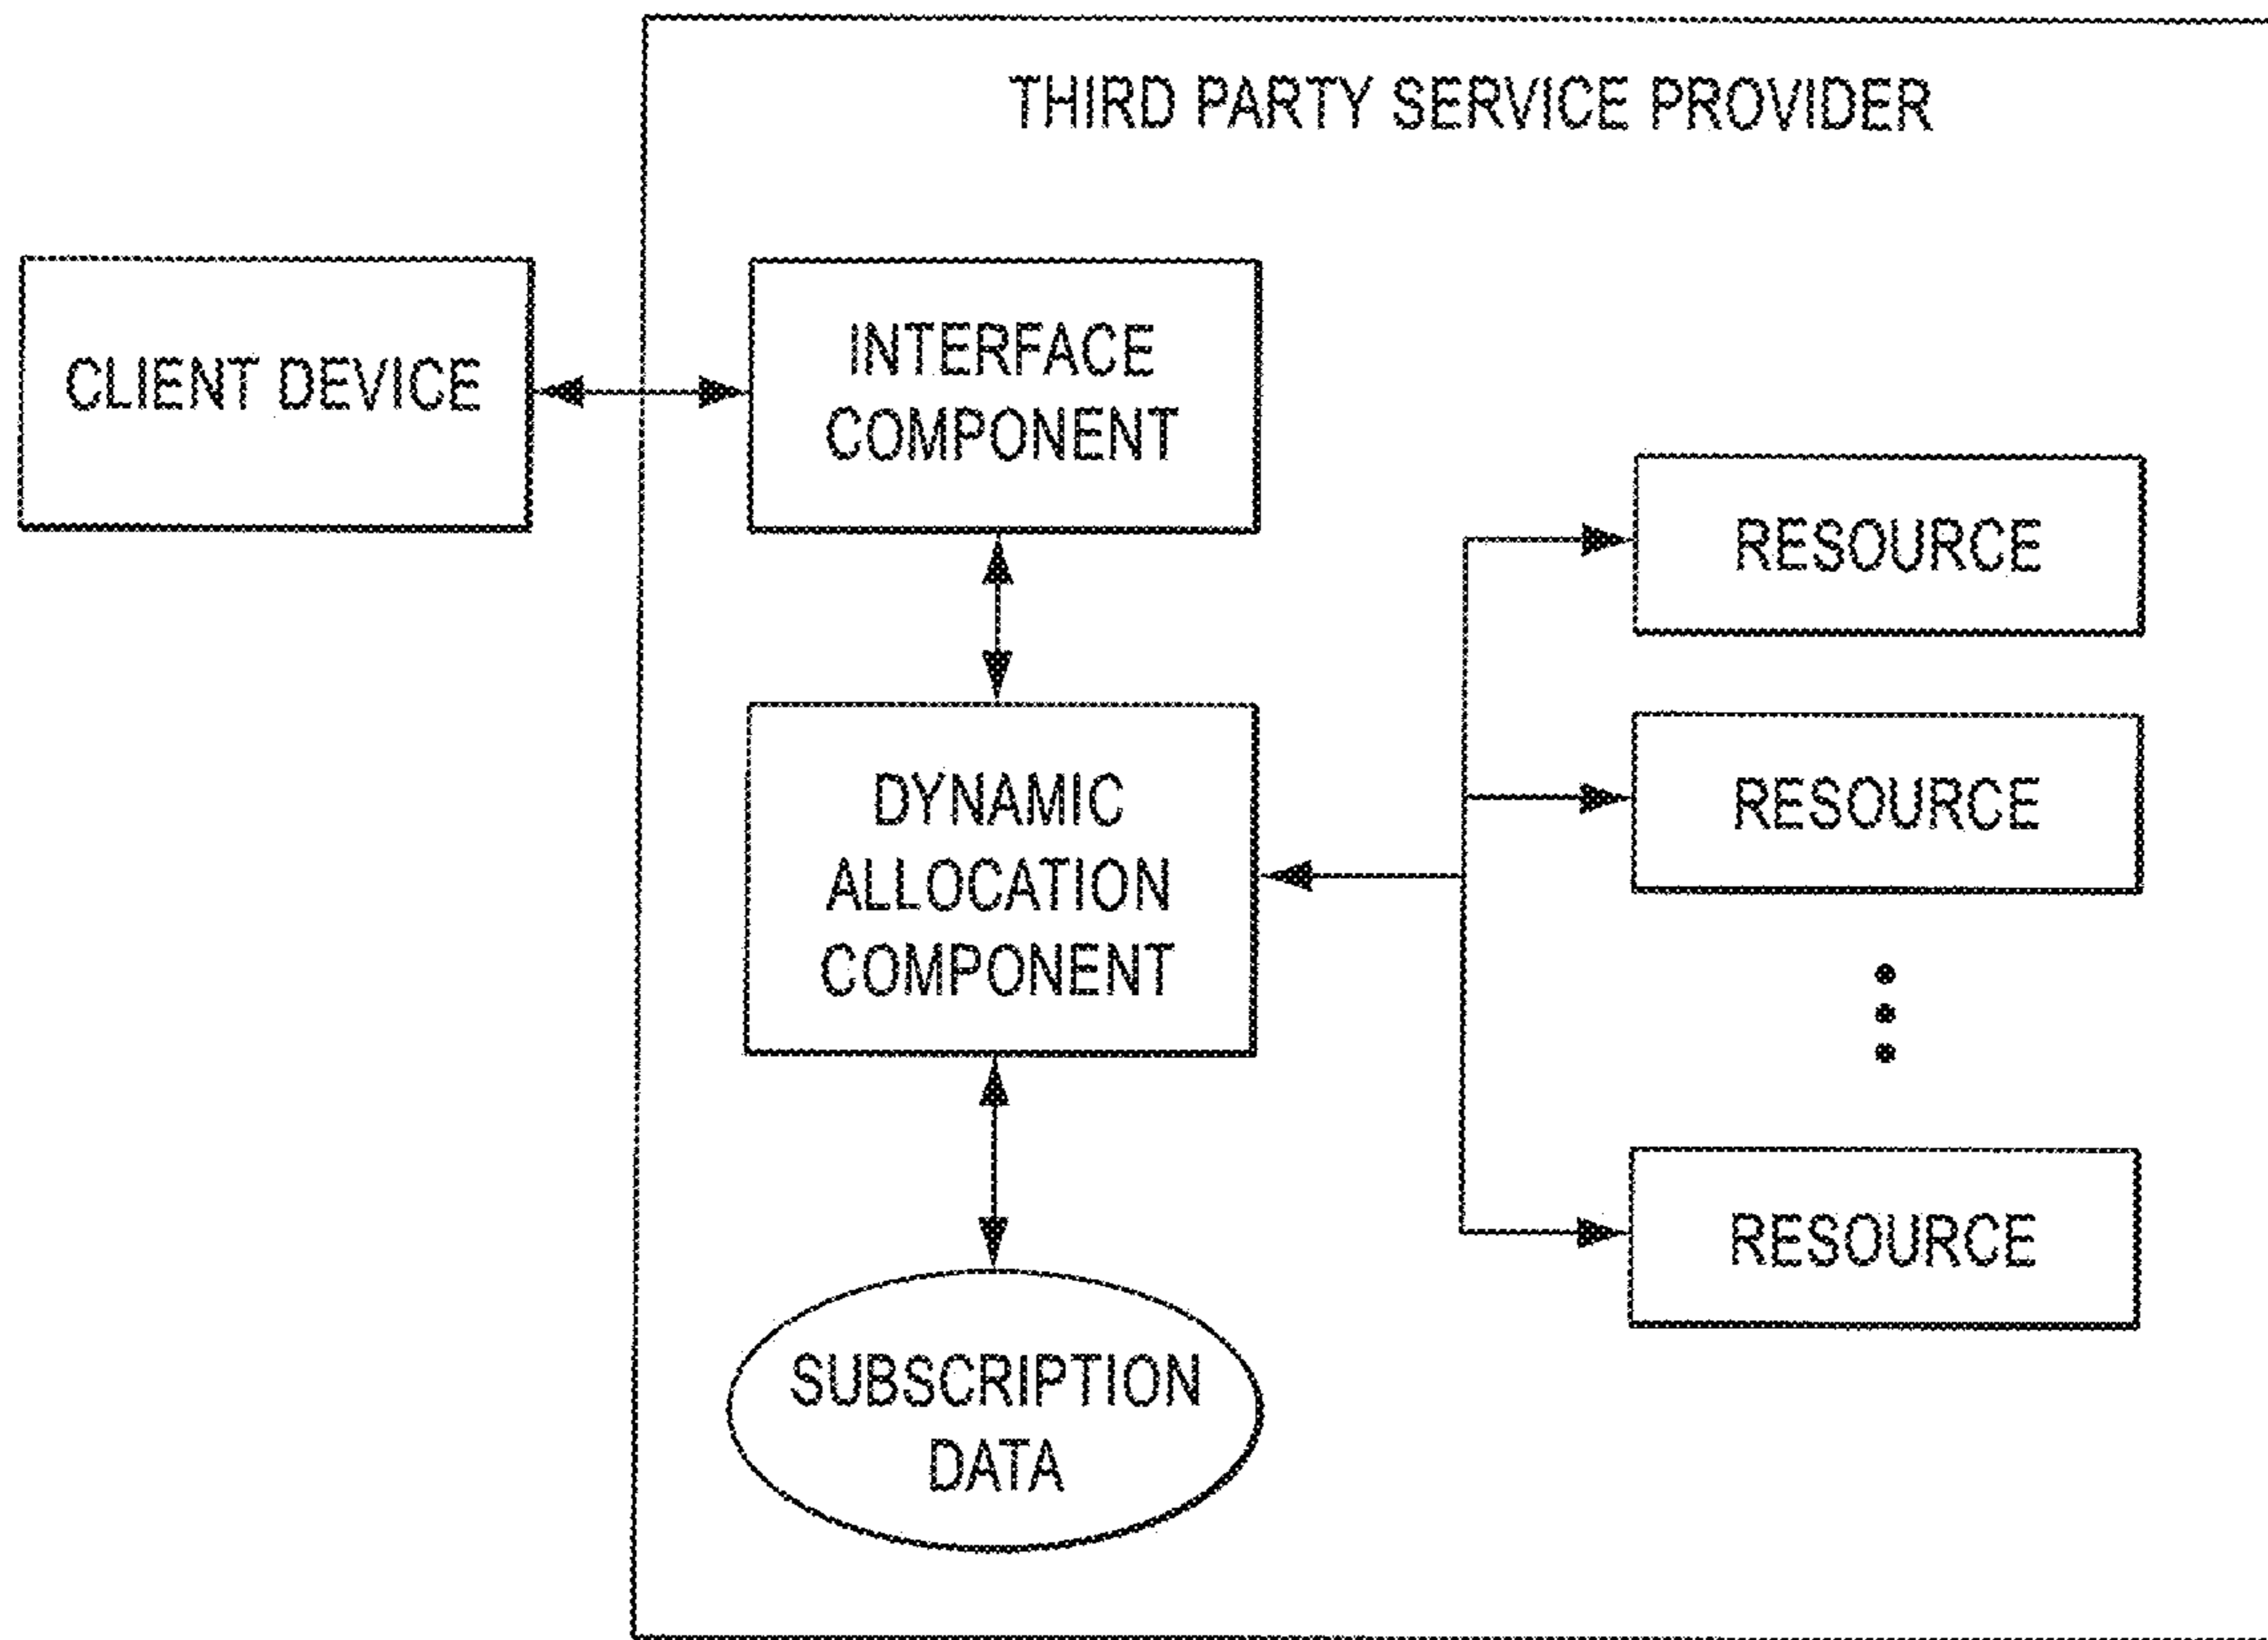 THIRD PARTY SERVICE PROVIDER
CLIENT DEVICE
INTERFACE
COMPONENT
DYNAMIC
ALLOCATION
COMPONENT
SUBSCRIPTION
DATA
RESOURCE
RESOURCE
RESOURCE